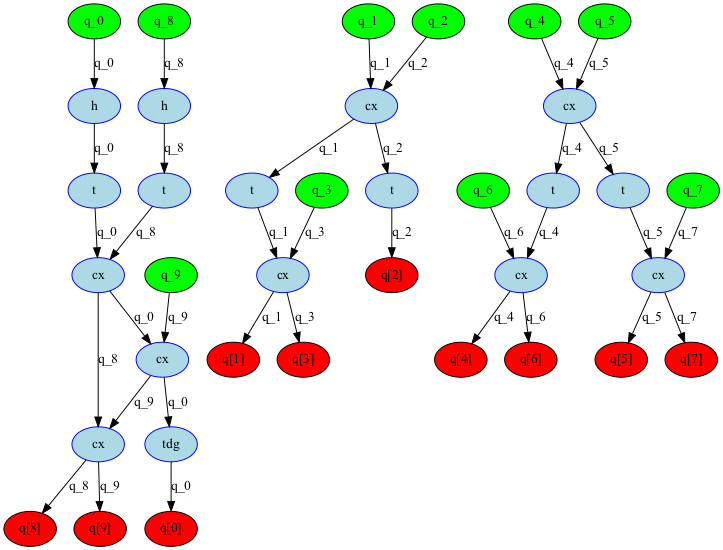 q_0 q_8 q_1 q_2 q_4 q_5
q_0 q_8 q_1 q_2 q_4 q_5
h h cx cx
q_0 q_8 q_1 q_2 q_4 q_5
t t t q_3 t q_6 t t q_7
q_0 q_8 q_1 q_3 q_2 q_6 q_4 q_5 q_7
cx q_9 cx q[2] cx cx
q_0 q_9 q_1 q_3 q_4 q_6 q_5 q_7
q_8 cx q[1] q[3] q[4] q[6] q[5] q[7]
q_9 q_0
cx tdg
q_8 q_9 q_0
q[8] q[9] q[0]